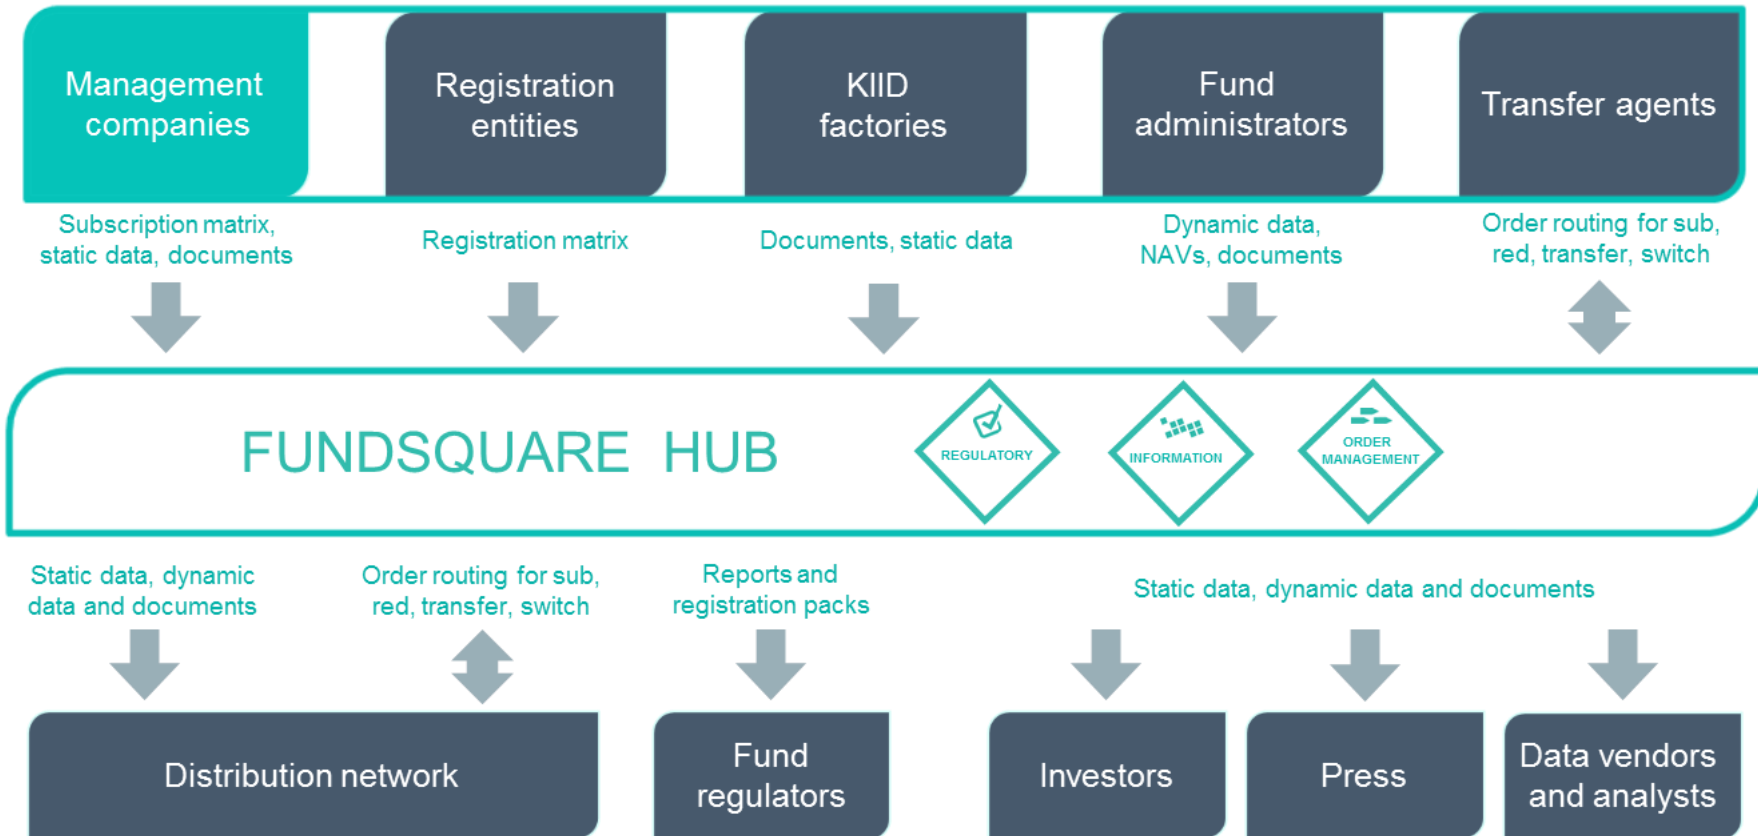 Management
companies
Registration
entities
KIID
factories
Fund
administrators
Transfer agents
Subscription matrix,
static data, documents
Registration matrix
Documents, static data
Dynamic data,
NAVs, documents
Order routing for sub,
red, transfer, switch
FUNDSQUARE HUB
REGULATORY
INFORMATION
ORDER
MANAGEMENT
Static data, dynamic
data and documents
Order routing for sub,
red, transfer, switch
Reports and
registration packs
Static data, dynamic data and documents
Distribution network
Fund
regulators
Investors
Press
Data vendors
and analysts